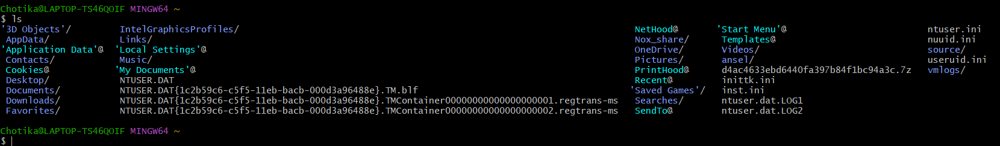 Chotika@LAPTOP-TS46QOIF MINGW64 ~
$ ls
'3D Objects'/ IntelGraphicsProfiles/ NetHood@ 'Start Menu'@ ntuser.ini
AppData/ Links/ Nox_share/ Templates@ nuuid.ini
'Application Data'@ 'Local Settings'@ OneDrive/ Videos/ source/
Contacts/ Music/ Pictures/ ansel/ useruid.ini
Cookies@ 'My Documents'@ PrintHood@ d4ac4633ebd6440fa397b84f1bc94a3c.7z vmlogs/
Desktop/ NTUSER.DAT Recent@ inittk.ini
Documents/ NTUSER.DAT{1c2b59c6-c5f5-11eb-bacb-000d3a96488e}.TM.blf 'Saved Games'/ inst.ini
Downloads/ NTUSER.DAT{1c2b59c6-c5f5-11eb-bacb-000d3a96488e}.TMContainer00000000000000000001.regtrans-ms Searches/ ntuser.dat.LOG1
Favorites/ NTUSER.DAT{1c2b59c6-c5f5-11eb-bacb-000d3a96488e}.TMContainer00000000000000000002.regtrans-ms SendTo@ ntuser.dat.LOG2
Chotika@LAPTOP-TS46QOIF MINGW64 ~
$